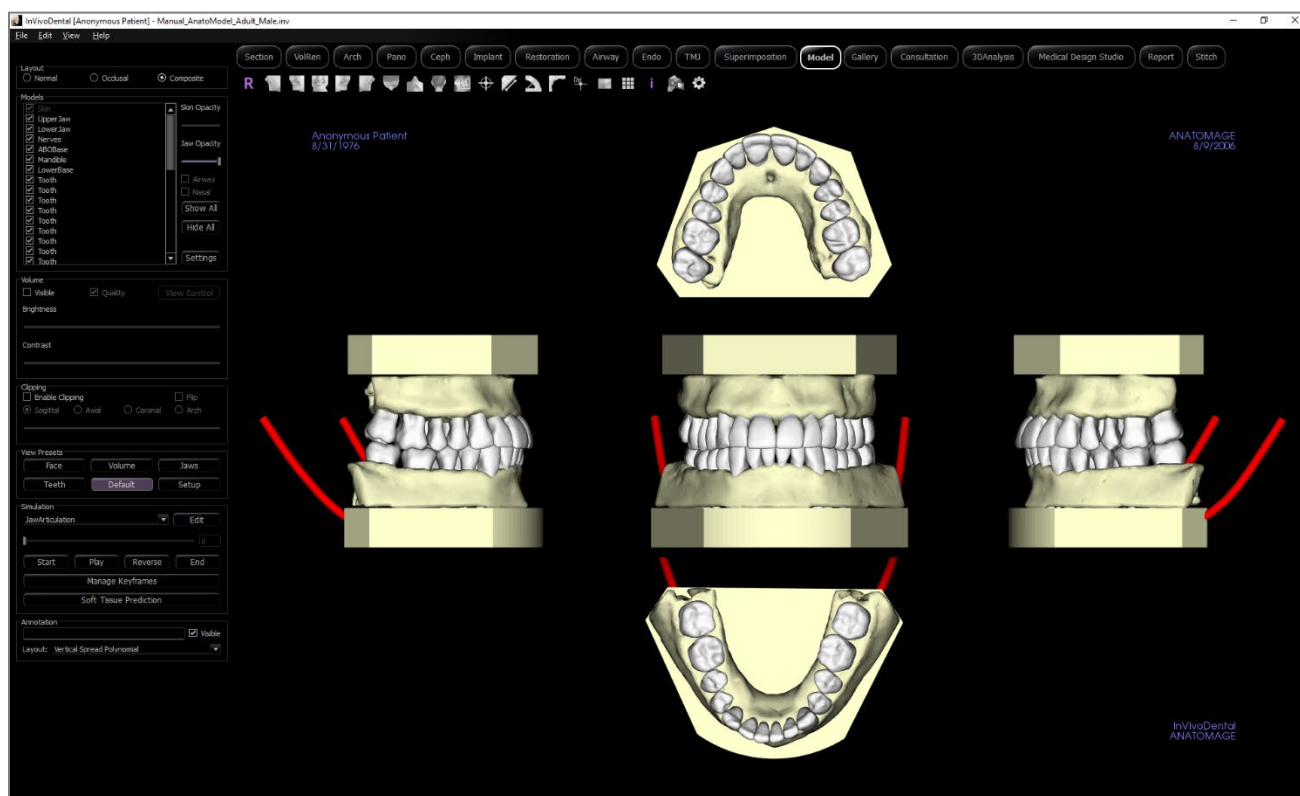 InVivoDental [Anonymous Patient] - Manual_AnatoModel_Adult_Male.inv
File Edit View Help
Section VolRen Arch Pano Ceph Implant Restoration Airway Endo TMJ Superimposition Model Gallery Consultation 3DAnalysis Medical Design Studio Report Stitch
Layout
Normal Occlusal Composite
R
i
Models
Skin
UpperJaw
LowerJaw
Nerves
ABOBase
Mandible
LowerBase
Tooth
Tooth
Tooth
Tooth
Tooth
Tooth
Tooth
Tooth
Tooth
Skin Opacity
Jaw Opacity
Airway
Nasal
Show All
Hide All
Settings
Volume
Visible Quality View Control
Brightness
Contrast
Clipping
Enable Clipping Flip
Sagittal Axial Coronal Arch
View Presets
Face Volume Jaws
Teeth Default Setup
Simulation
JawArticulation Edit
0
Start Play Reverse End
Manage Keyframes
Soft Tissue Prediction
Annotation
Visible
Layout: Vertical Spread Polynomial
Anonymous Patient
8/31/1976
ANATOMAGE
8/9/2006
InVivoDental
ANATOMAGE